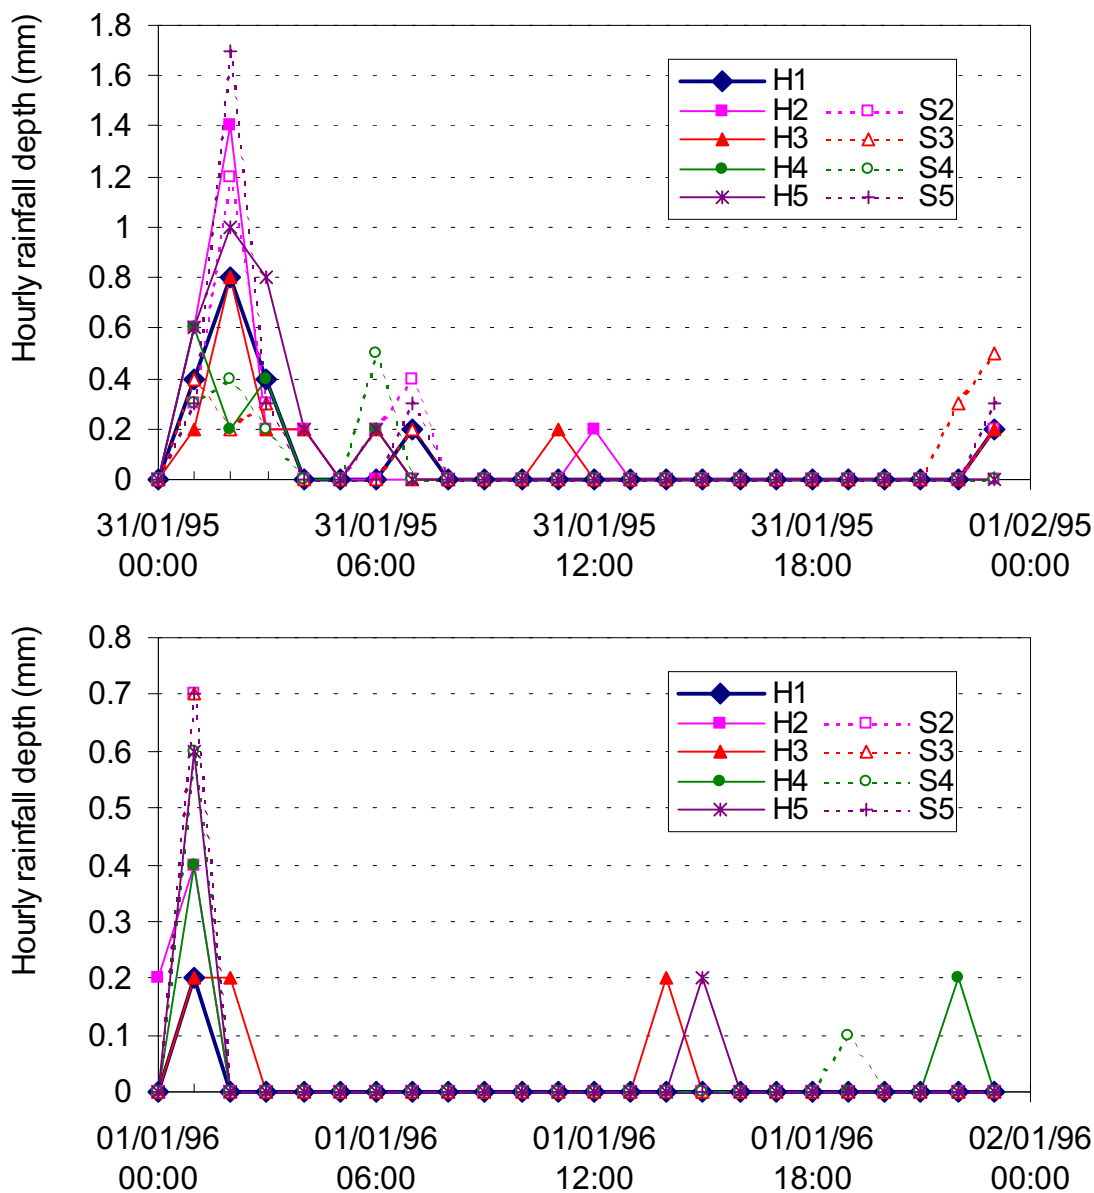 Hourly rainfall depth (mm)
1.8
1.6
1.4
1.2
1
0.8
0.6
0.4
0.2
0
H1
H2 S2
H3 S3
H4 S4
H5 S5
31/01/95 31/01/95 31/01/95 31/01/95 01/02/95
00:00 06:00 12:00 18:00 00:00
Hourly rainfall depth (mm)
0.8
0.7
0.6
0.5
0.4
0.3
0.2
0.1
0
H1
H2 S2
H3 S3
H4 S4
H5 S5
01/01/96 01/01/96 01/01/96 01/01/96 02/01/96
00:00 06:00 12:00 18:00 00:00